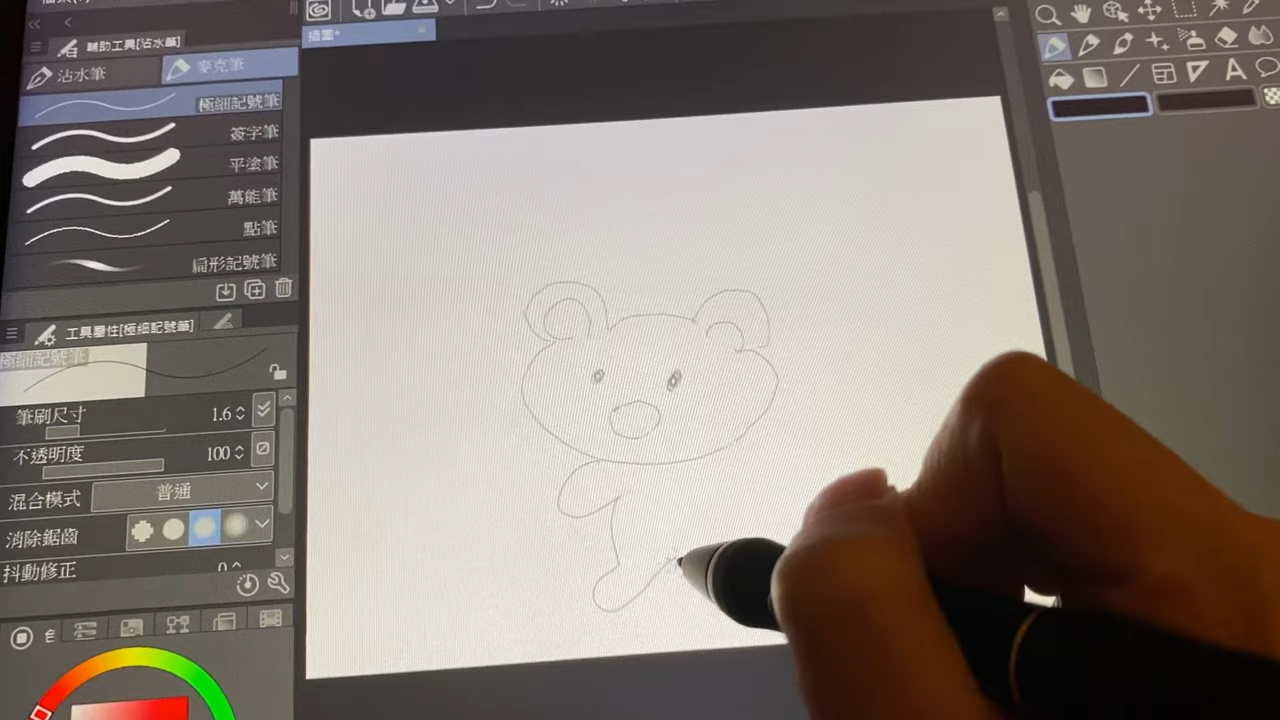 輔助工具[沾水筆]
沾水筆
麥克筆
極細記號筆
簽字筆
平塗筆
萬能筆
點筆
扁形記號筆
插圖*
工具屬性[極細記號筆]
極細記號筆
筆刷尺寸 1.6
不透明度 100
混合模式 普通
消除鋸齒
抖動修正 0